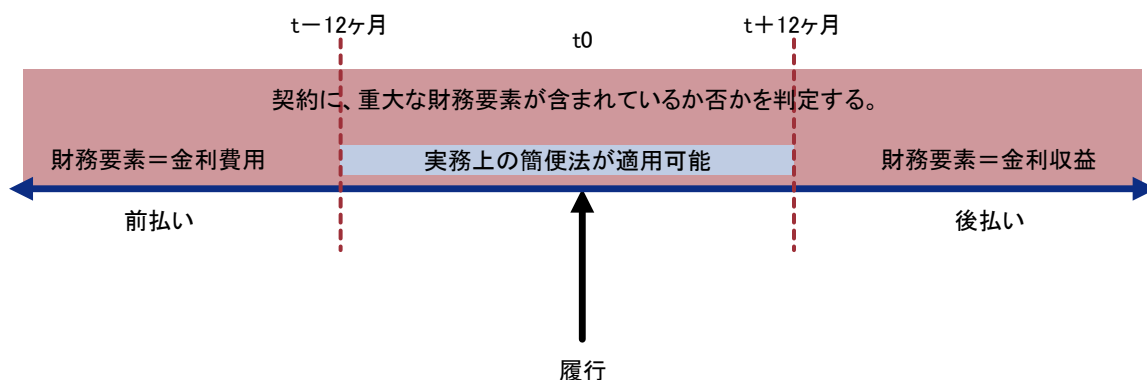 t－12ヶ月
t0
t＋12ヶ月
契約に、重大な財務要素が含まれているか否かを判定する。
財務要素＝金利費用
実務上の簡便法が適用可能
財務要素＝金利収益
前払い
後払い
履行